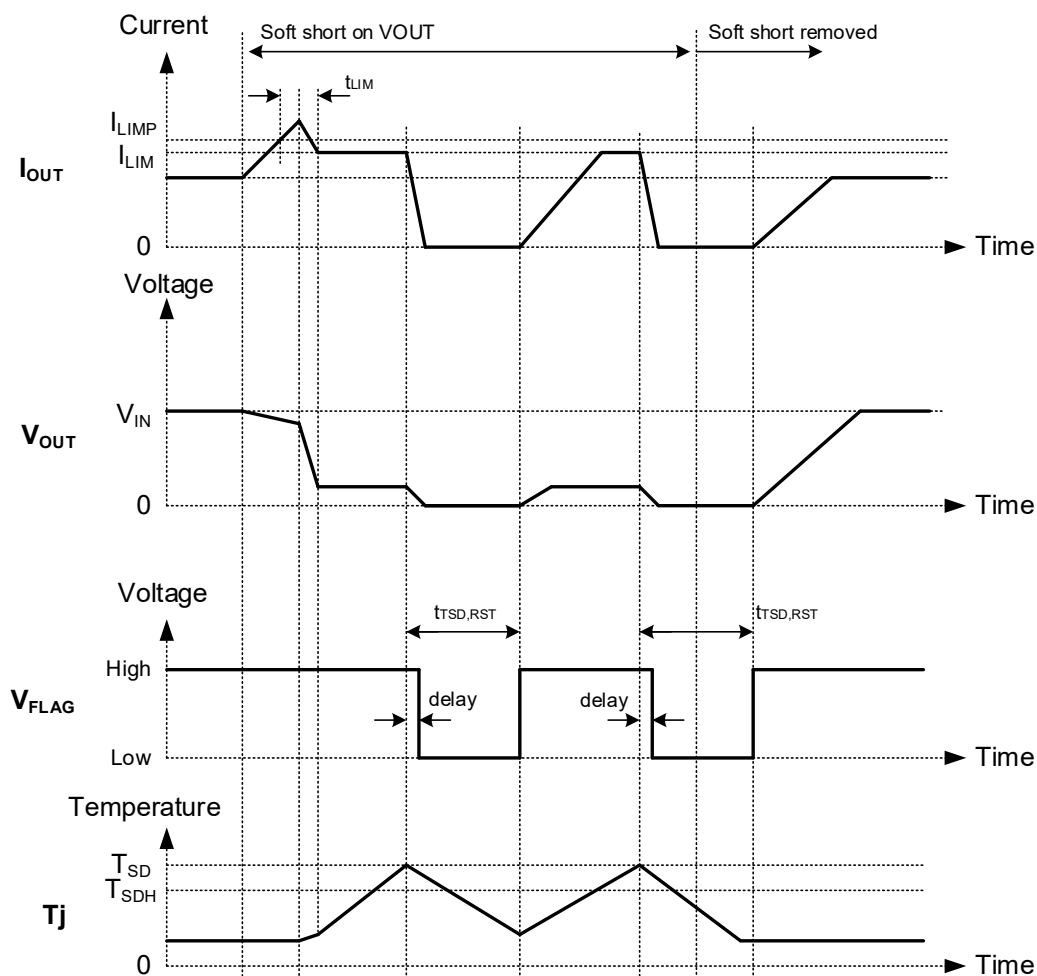 Current
Soft short on VOUT
Soft short removed
tLIM
ILIMP
ILIM
IOUT
0
Time
Voltage
VIN
VOUT
0
Time
Voltage
tTSD,RST
tTSD,RST
High
VFLAG
delay
delay
Low
Time
Temperature
TSD
TSDH
Tj
0
Time